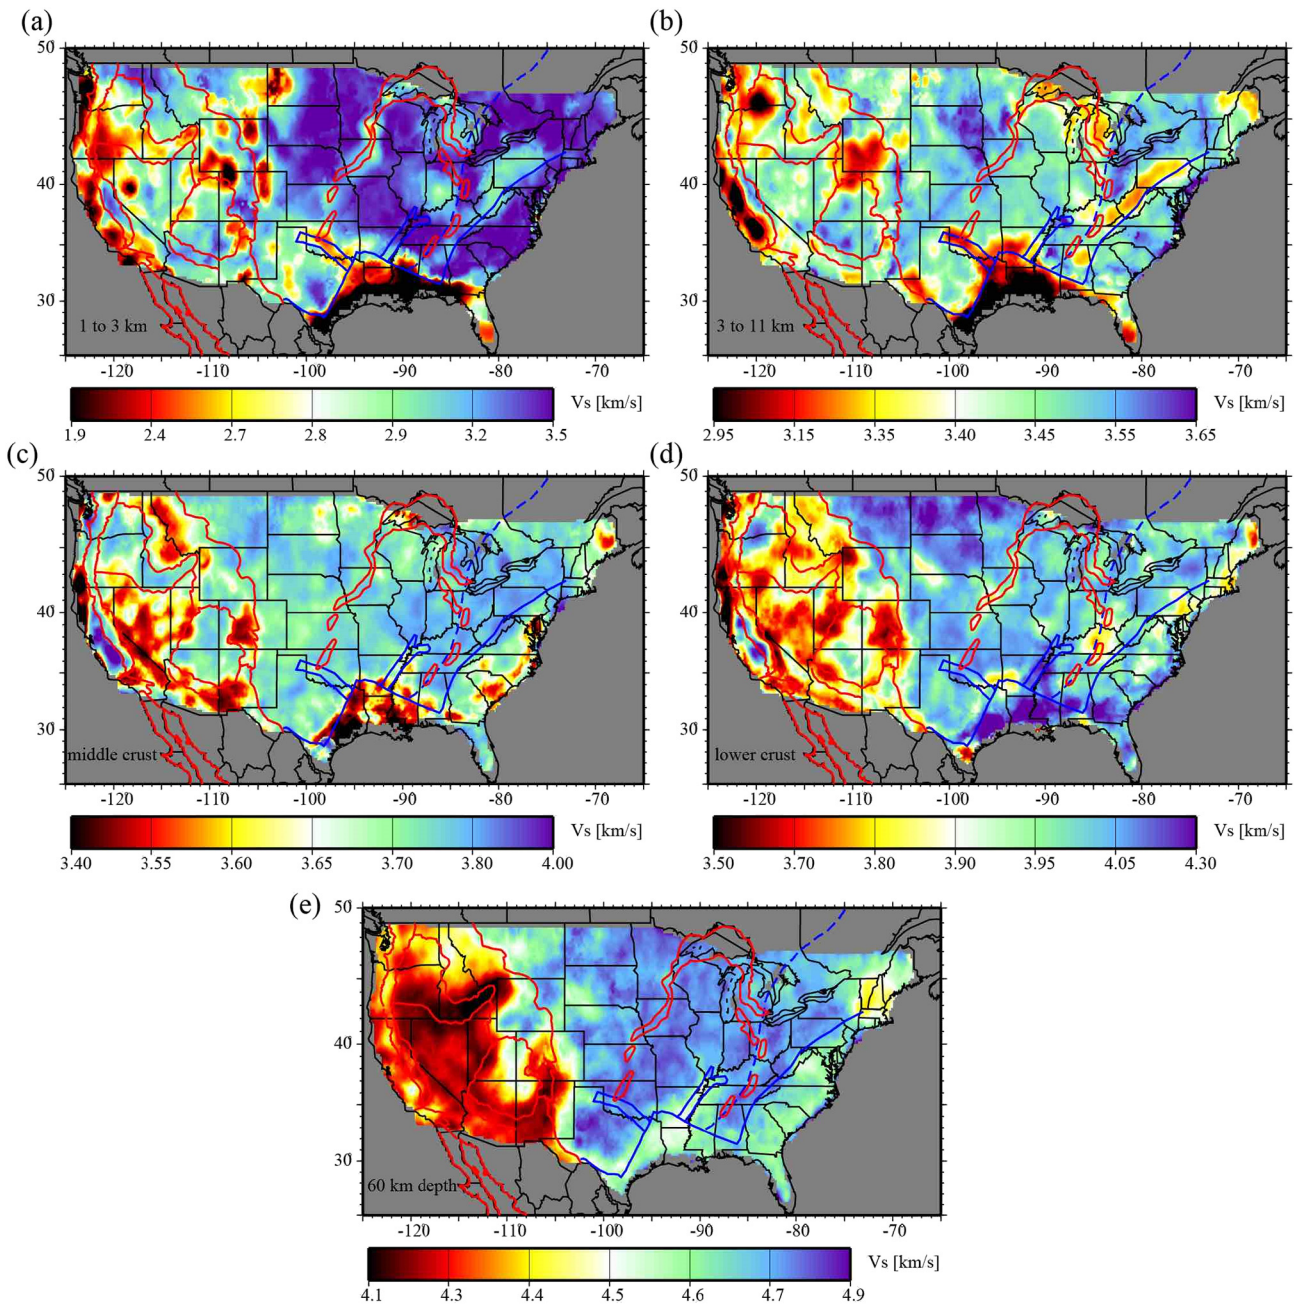 (a)
50
40
30
1 to 3 km
-120 -110 -100 -90 -80 -70
Vs [km/s]
1.9 2.4 2.7 2.8 2.9 3.2 3.5
(b)
50
40
30
3 to 11 km
-120 -110 -100 -90 -80 -70
Vs [km/s]
2.95 3.15 3.35 3.40 3.45 3.55 3.65
(c)
50
40
30
middle crust
-120 -110 -100 -90 -80 -70
Vs [km/s]
3.40 3.55 3.60 3.65 3.70 3.80 4.00
(d)
50
40
30
lower crust
-120 -110 -100 -90 -80 -70
Vs [km/s]
3.50 3.70 3.80 3.90 3.95 4.05 4.30
(e)
50
40
30
60 km depth
-120 -110 -100 -90 -80 -70
Vs [km/s]
4.1 4.3 4.4 4.5 4.6 4.7 4.9